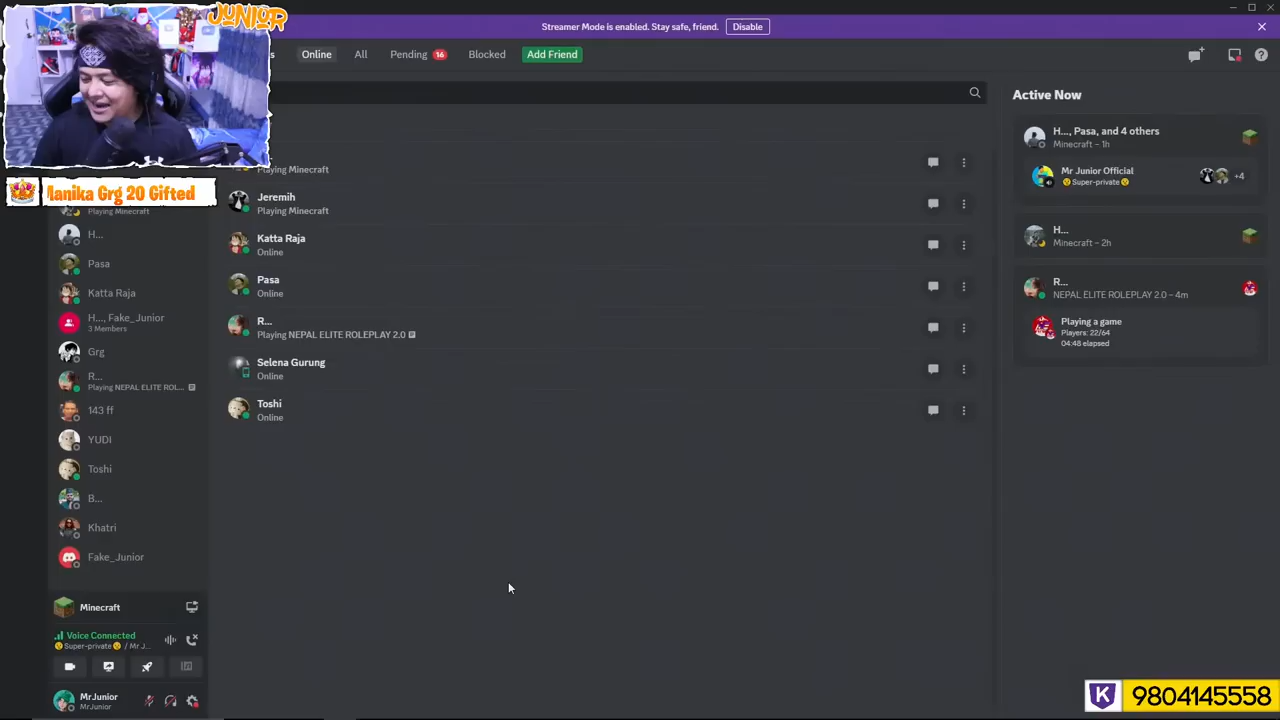 JUNIOR
Streamer Mode is enabled. Stay safe, friend.
Disable
Online
All
Pending
16
Blocked
Add Friend
Manika Grg 20 Gifted
Playing Minecraft
H...
Pasa
Katta Raja
H..., Fake_Junior
3 Members
Grg
R...
Playing NEPAL ELITE ROL...
143 ff
YUDI
Toshi
B...
Khatri
Fake_Junior
Minecraft
Voice Connected
😯Super-private😯 / Mr J...
MrJunior
MrJunior
Playing Minecraft
Jeremih
Playing Minecraft
Katta Raja
Online
Pasa
Online
R...
Playing NEPAL ELITE ROLEPLAY 2.0
Selena Gurung
Online
Toshi
Online
Active Now
H..., Pasa, and 4 others
Minecraft – 1h
Mr Junior Official
😯Super-private😯
+4
H...
Minecraft – 2h
R...
NEPAL ELITE ROLEPLAY 2.0 – 4m
Playing a game
Players: 22/64
04:48 elapsed
K
9804145558